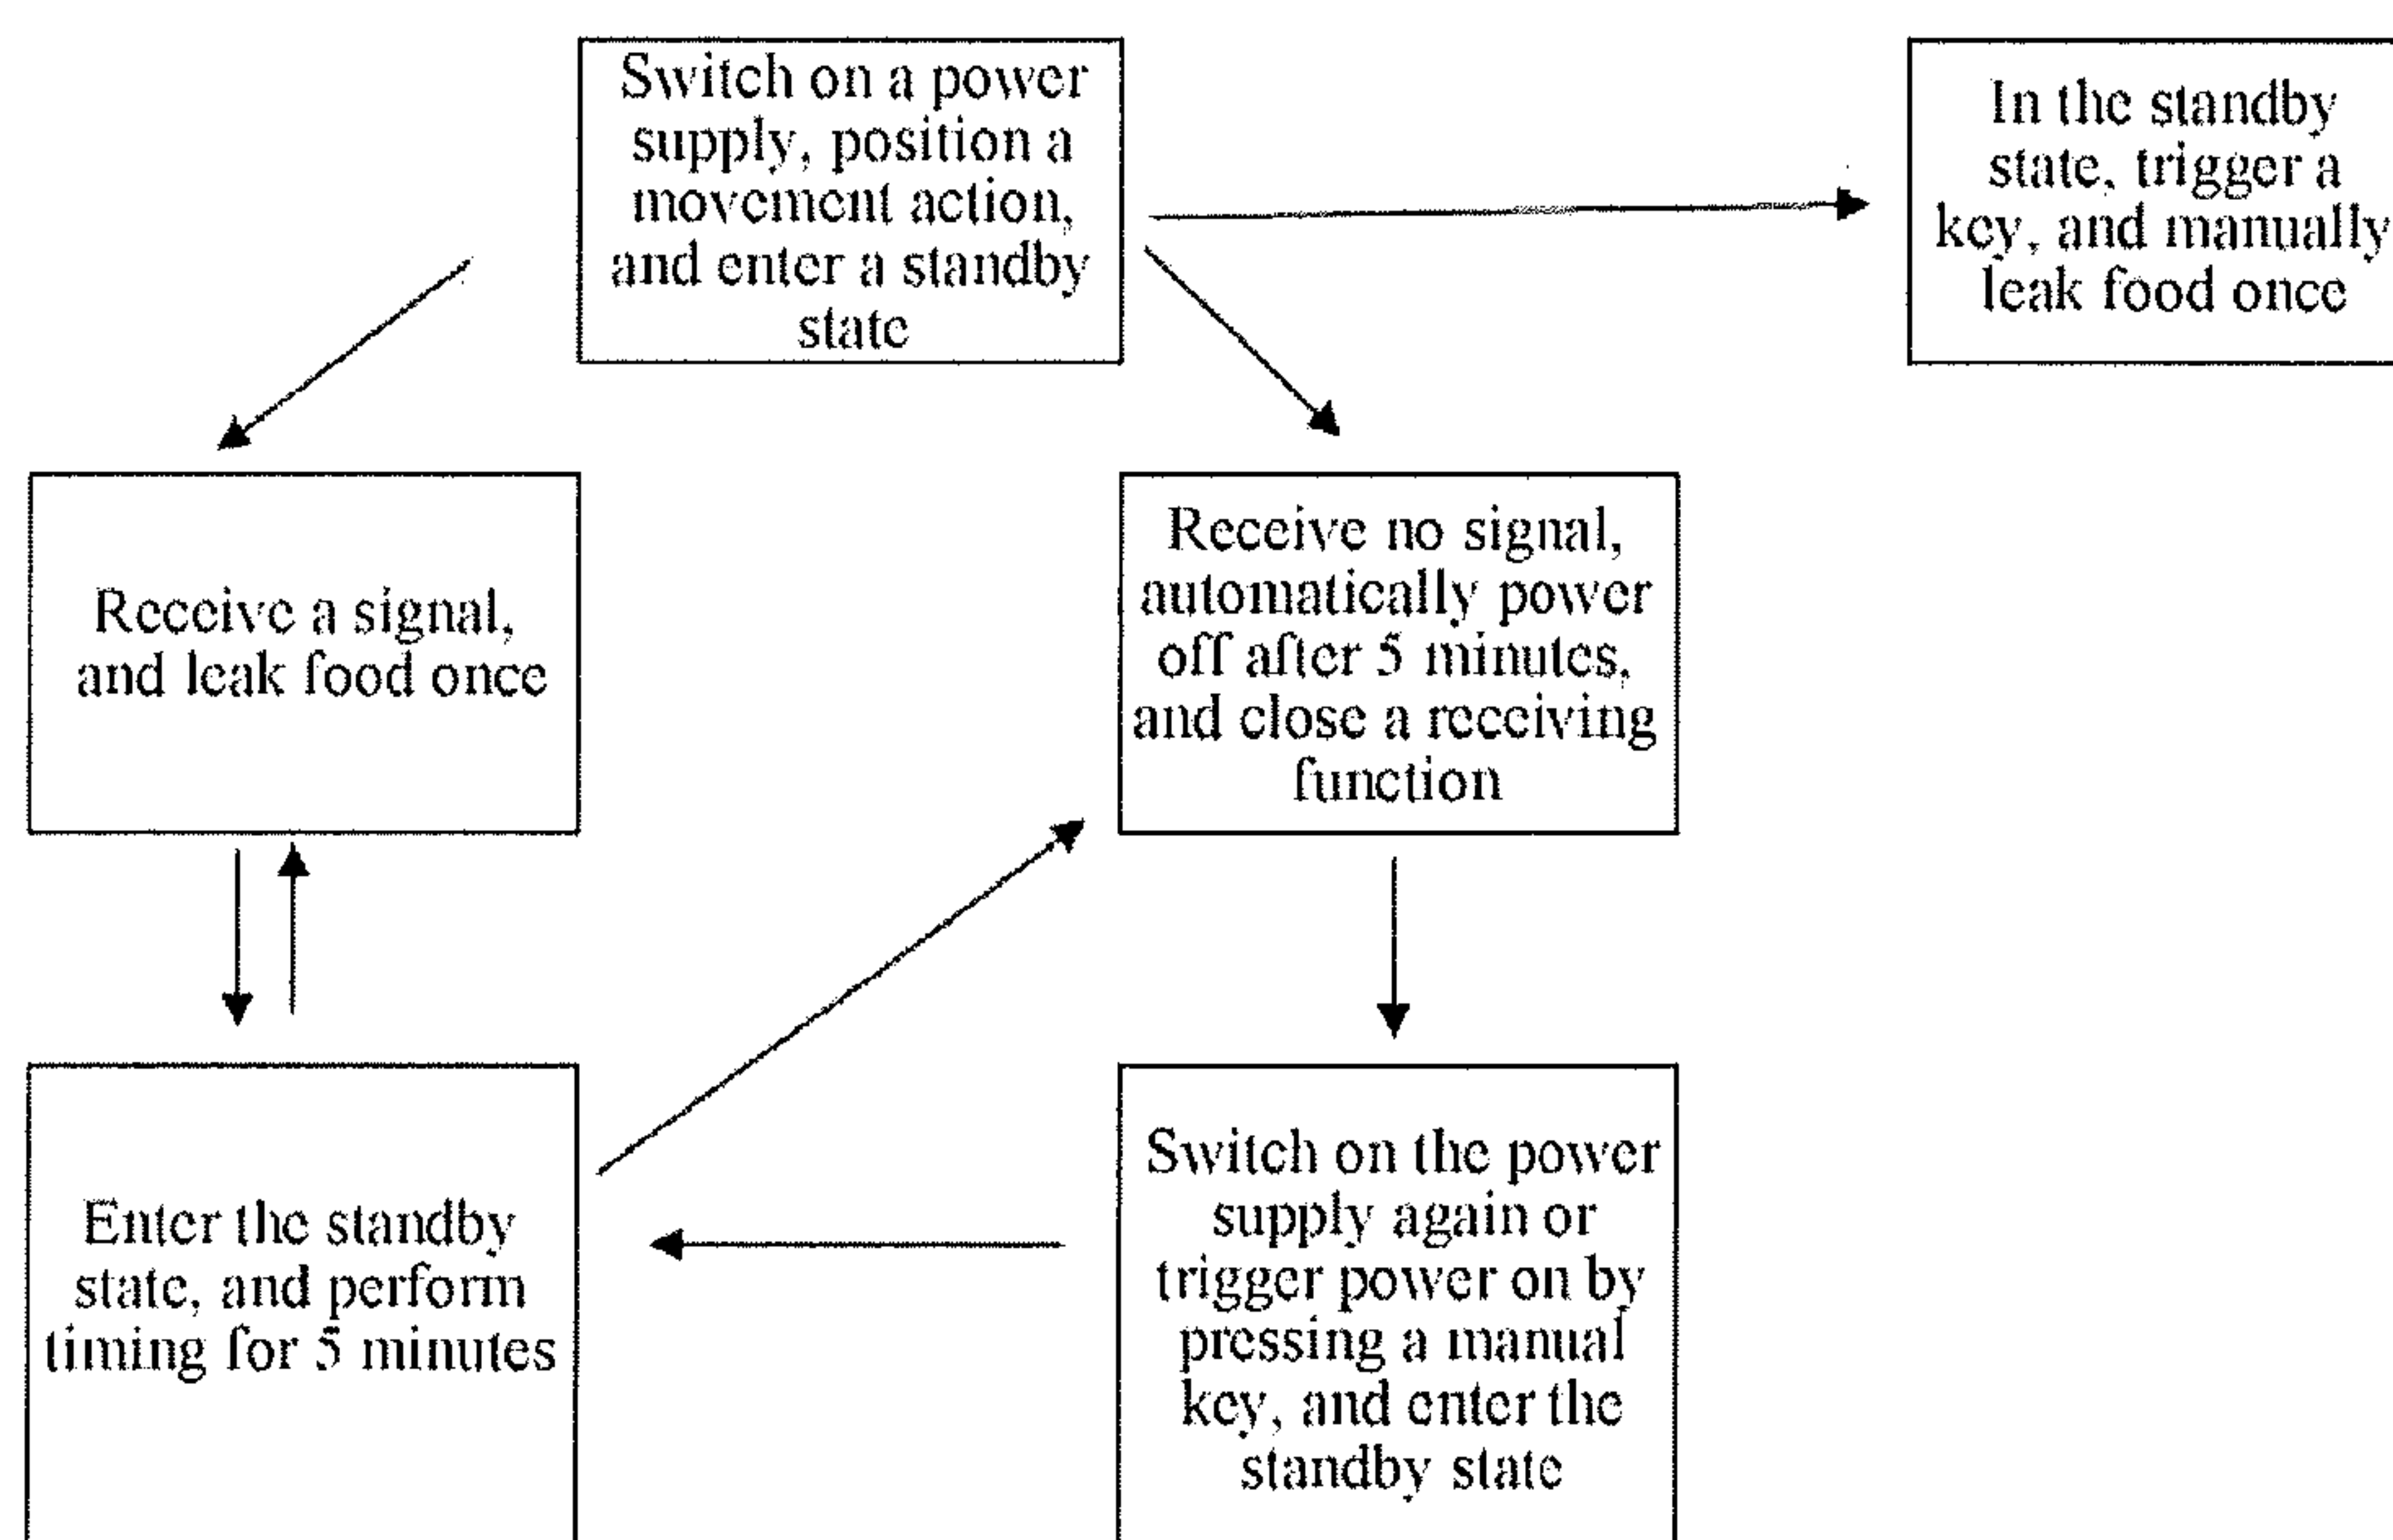 Switch on a power
supply, position a
movement action,
and enter a standby
state
In the standby
state, trigger a
key, and manually
leak food once
Receive a signal,
and leak food once
Receive no signal,
automatically power
off after 5 minutes,
and close a receiving
function
Enter the standby
state, and perform
timing for 5 minutes
Switch on the power
supply again or
trigger power on by
pressing a manual
key, and enter the
standby state